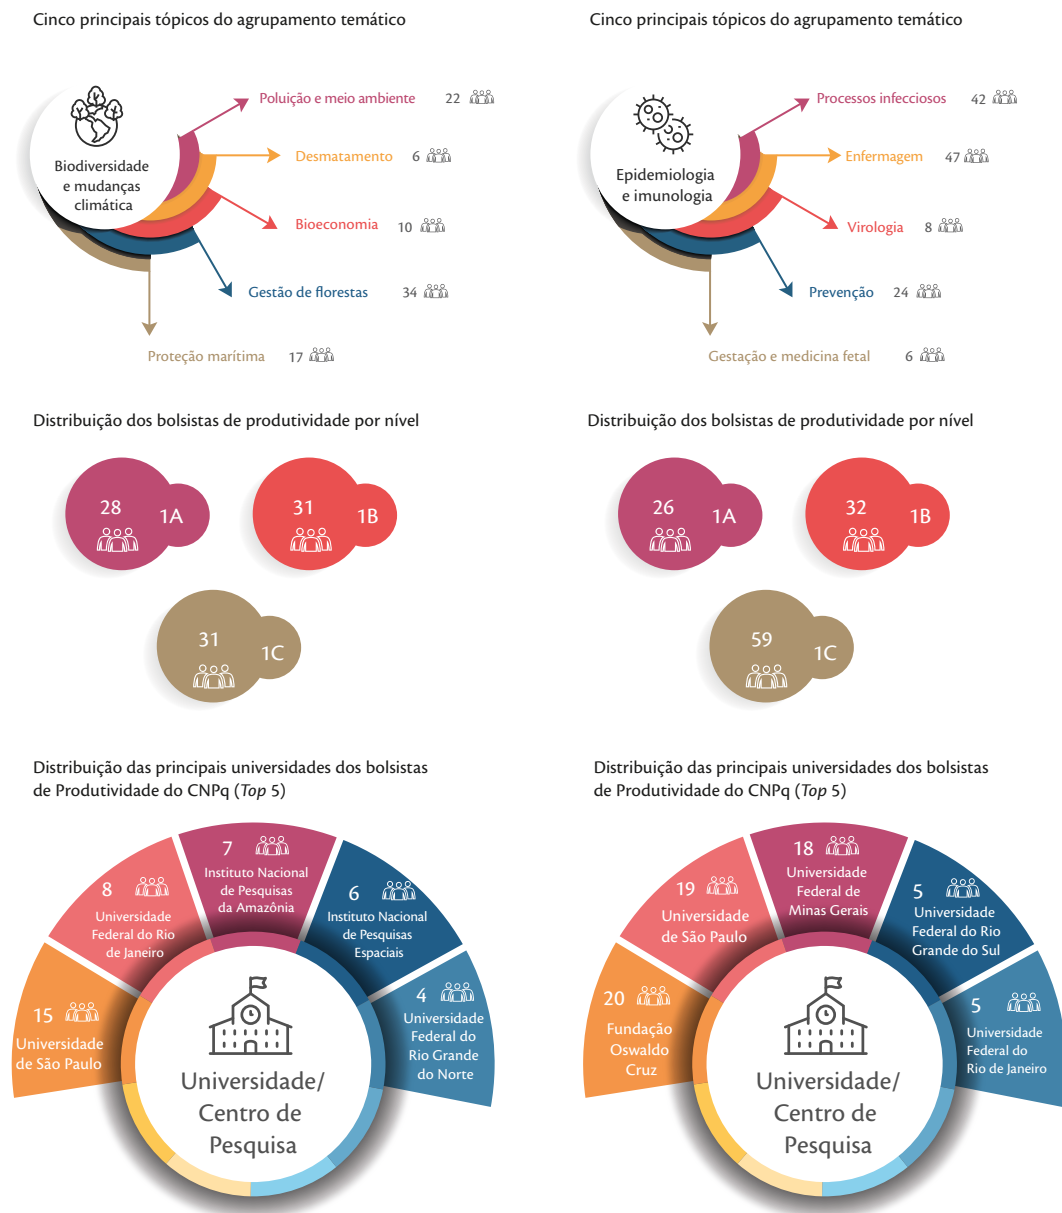 Cinco principais tópicos do agrupamento temático
Biodiversidade
e mudanças
climática
Poluição e meio ambiente 22
Desmatamento 6
Bioeconomia 10
Gestão de florestas 34
Proteção marítima 17
Distribuição dos bolsistas de produtividade por nível
28
1A
31
1B
31
1C
Distribuição das principais universidades dos bolsistas
de Produtividade do CNPq (Top 5)
15
Universidade
de São Paulo
8
Universidade
Federal do Rio
de Janeiro
7
Instituto Nacional
de Pesquisas
da Amazônia
6
Instituto Nacional
de Pesquisas
Espaciais
4
Universidade
Federal do
Rio Grande
do Norte
Universidade/
Centro de
Pesquisa
Cinco principais tópicos do agrupamento temático
Epidemiologia
e imunologia
Processos infecciosos 42
Enfermagem 47
Virologia 8
Prevenção 24
Gestação e medicina fetal 6
Distribuição dos bolsistas de produtividade por nível
26
1A
32
1B
59
1C
Distribuição das principais universidades dos bolsistas
de Produtividade do CNPq (Top 5)
20
Fundação
Oswaldo
Cruz
19
Universidade
de São Paulo
18
Universidade
Federal de
Minas Gerais
5
Universidade
Federal do Rio
Grande do Sul
5
Universidade
Federal do
Rio de Janeiro
Universidade/
Centro de
Pesquisa